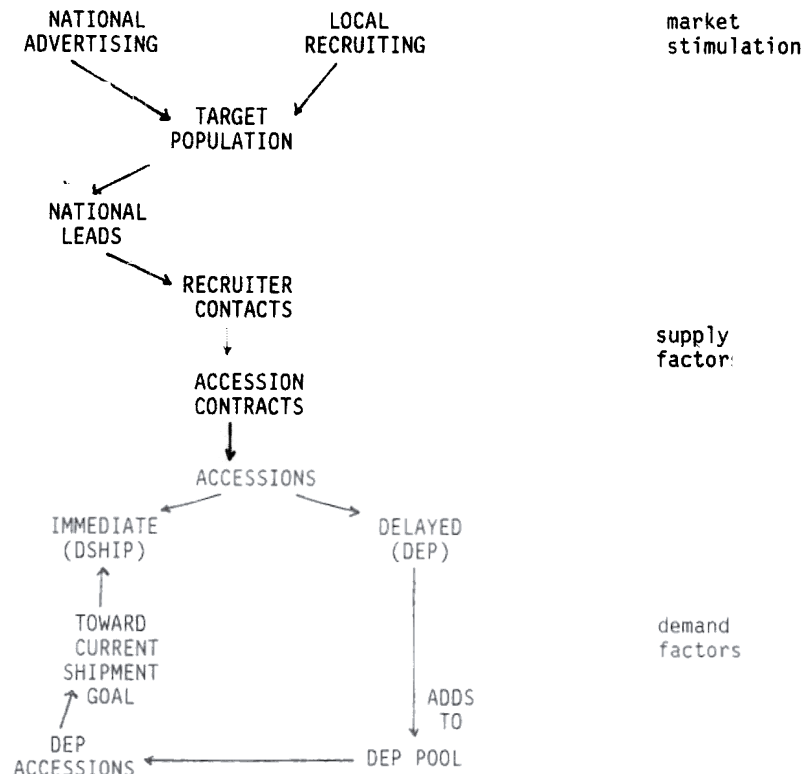 NATIONAL
ADVERTISING
LOCAL
RECRUITING
market
stimulation
TARGET
POPULATION
NATIONAL
LEADS
RECRUITER
CONTACTS
supply
factors
ACCESSION
CONTRACTS
ACCESSIONS
IMMEDIATE
(DSHIP)
DELAYED
(DEP)
TOWARD
CURRENT
SHIPMENT
GOAL
demand
factors
ADDS
TO
DEP
ACCESSIONS
DEP POOL